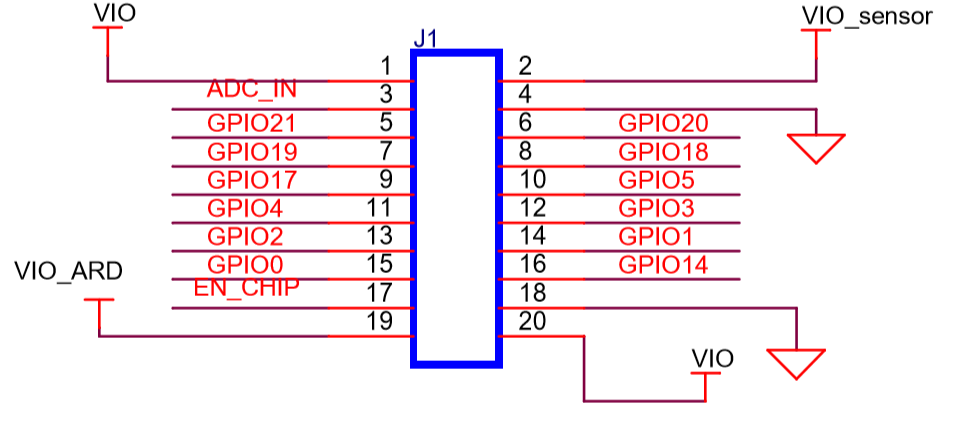 VIO
VIO_sensor
J1
1
2
ADC_IN
3
4
GPIO21
5
6
GPIO20
GPIO19
7
8
GPIO18
GPIO17
9
10
GPIO5
GPIO4
11
12
GPIO3
GPIO2
13
14
GPIO1
VIO_ARD
GPIO0
15
16
GPIO14
EN_CHIP
17
18
19
20
VIO